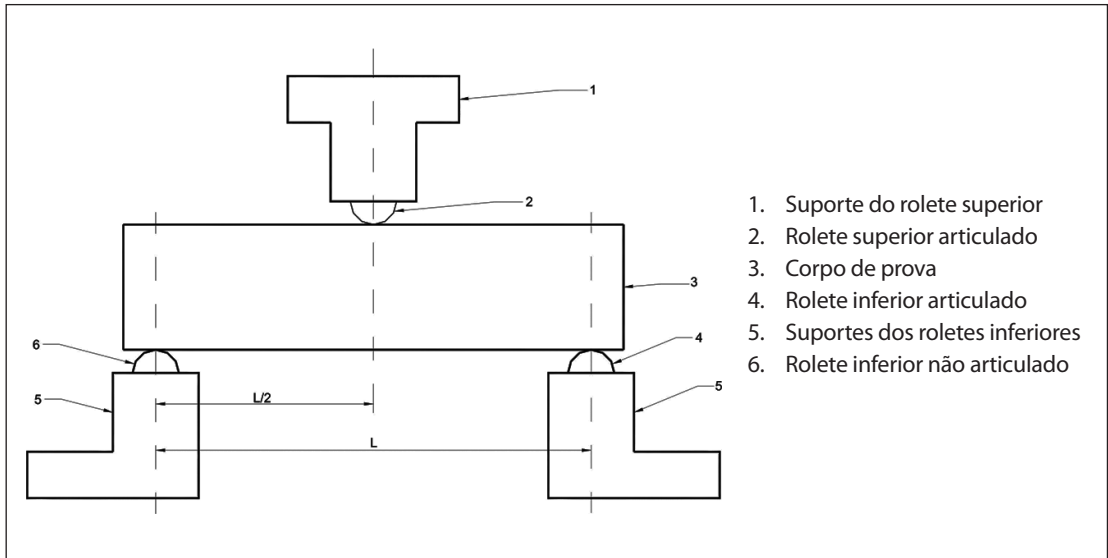 1
2
3
6
4
5
5
L/2
L
1. Suporte do rolete superior
2. Rolete superior articulado
3. Corpo de prova
4. Rolete inferior articulado
5. Suportes dos roletes inferiores
6. Rolete inferior não articulado